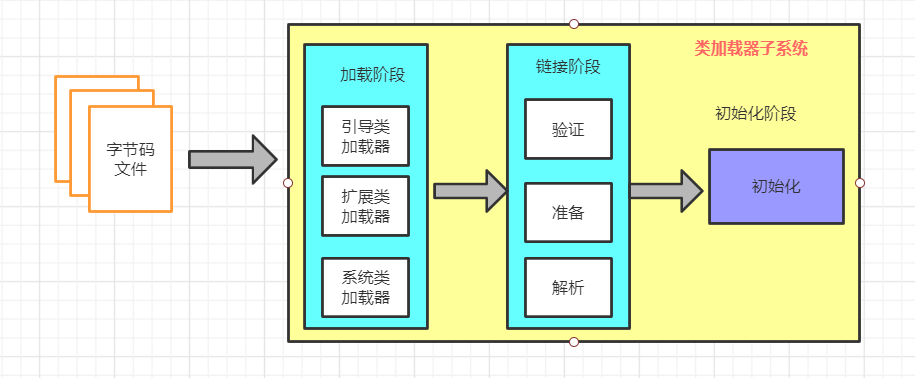 类加载器子系统
字节码
文件
加载阶段
引导类
加载器
扩展类
加载器
系统类
加载器
链接阶段
验证
准备
解析
初始化阶段
初始化